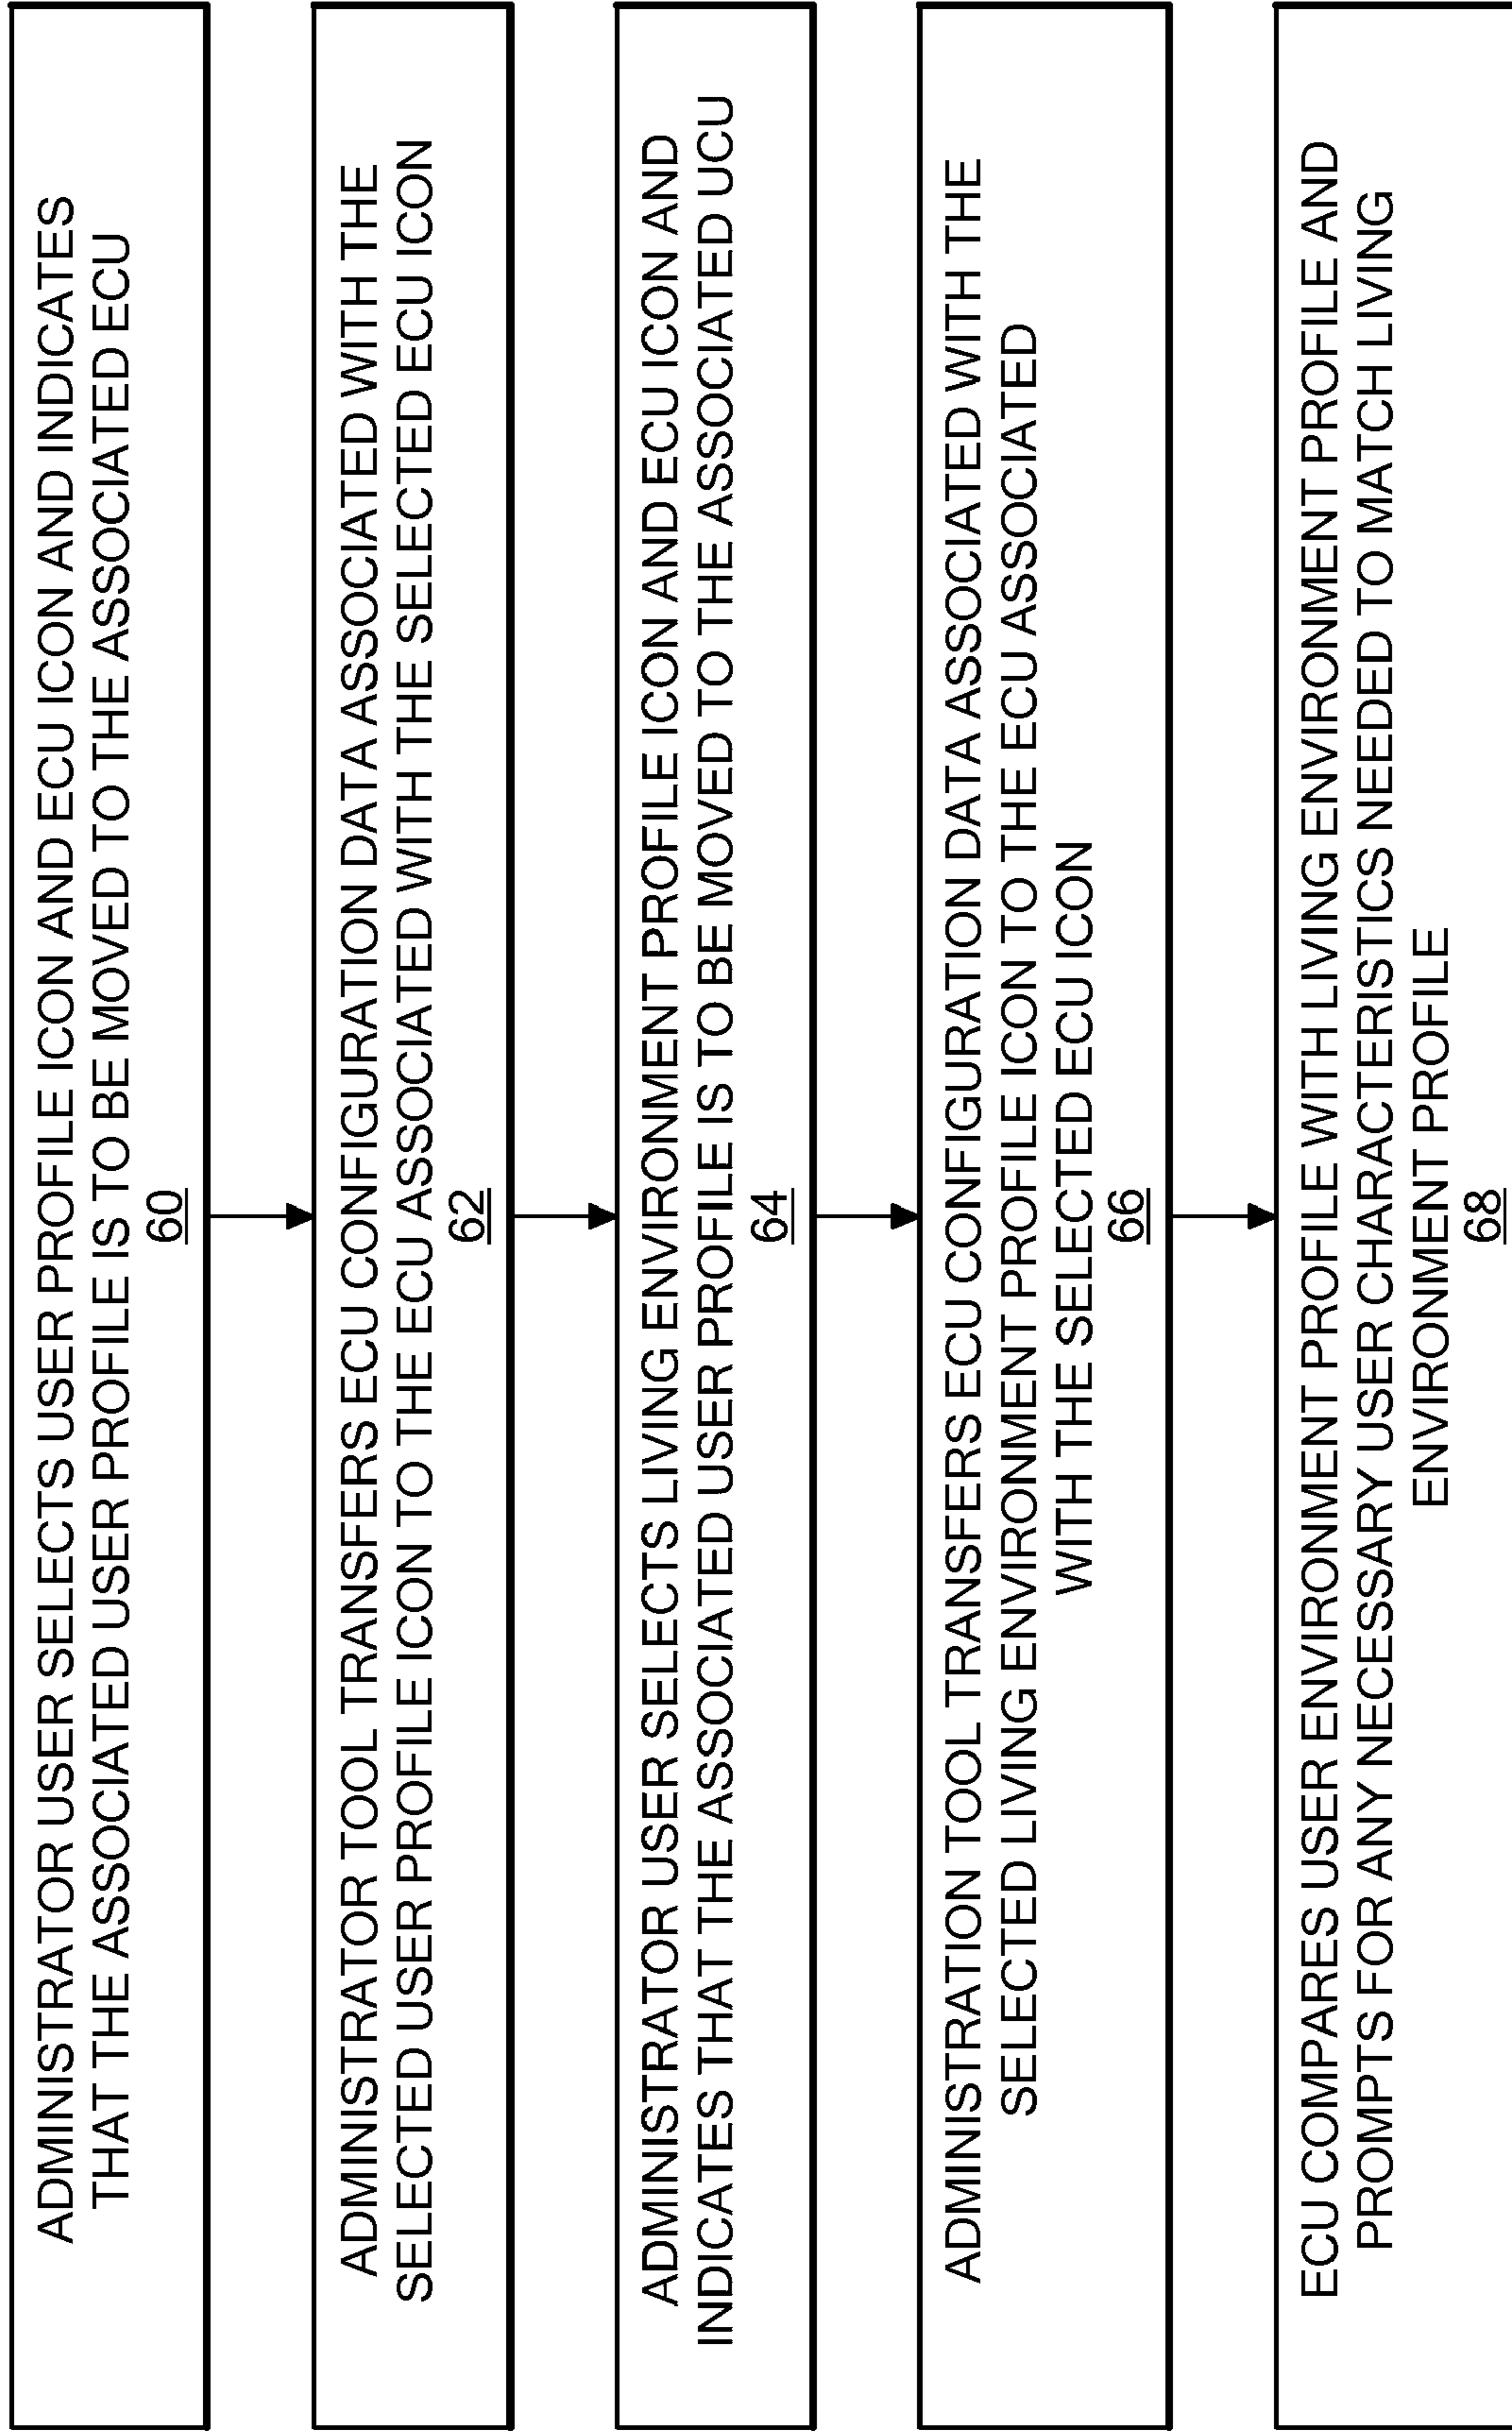 ADMINISTRATOR USER SELECTS USER PROFILE ICON AND ECU ICON AND INDICATES
THAT THE ASSOCIATED USER PROFILE IS TO BE MOVED TO THE ASSOCIATED ECU
60
ADMINISTRATOR TOOL TRANSFERS ECU CONFIGURATION DATA ASSOCIATED WITH THE
SELECTED USER PROFILE ICON TO THE ECU ASSOCIATED WITH THE SELECTED ECU ICON
62
ADMINISTRATOR USER SELECTS LIVING ENVIRONMENT PROFILE ICON AND ECU ICON AND
INDICATES THAT THE ASSOCIATED USER PROFILE IS TO BE MOVED TO THE ASSOCIATED UCU
64
ADMINISTRATION TOOL TRANSFERS ECU CONFIGURATION DATA ASSOCIATED WITH THE
SELECTED LIVING ENVIRONMENT PROFILE ICON TO THE ECU ASSOCIATED
WITH THE SELECTED ECU ICON
66
ECU COMPARES USER ENVIRONMENT PROFILE WITH LIVING ENVIRONMENT PROFILE AND
PROMPTS FOR ANY NECESSARY USER CHARACTERISTICS NEEDED TO MATCH LIVING
ENVIRONMENT PROFILE
68